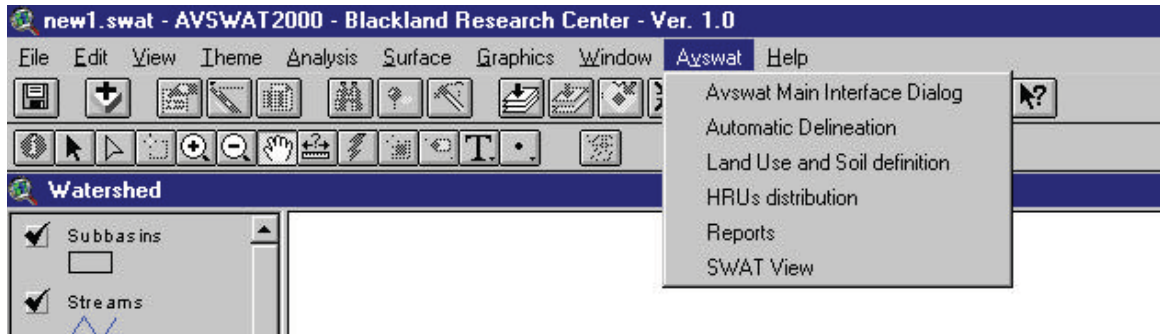 new1.swat - AVSWAT2000 - Blackland Research Center - Ver. 1.0
File Edit View Theme Analysis Surface Graphics Window Avswat Help
Avswat Main Interface Dialog
Automatic Delineation
Land Use and Soil definition
HRUs distribution
Reports
SWAT View
T.
Watershed
Subbasins
Streams